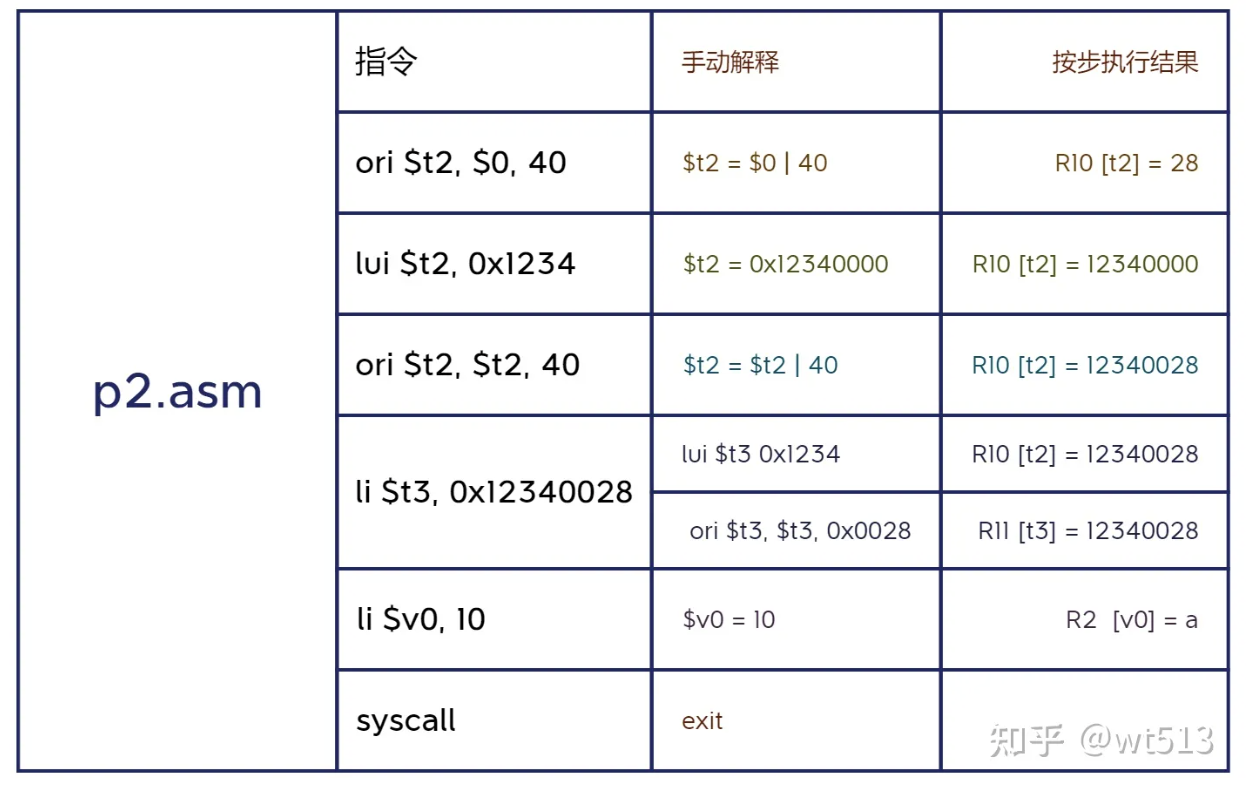 p2.asm
指令
手动解释
按步执行结果
ori $t2, $0, 40
$t2 = $0 | 40
R10 [t2] = 28
lui $t2, 0x1234
$t2 = 0x12340000
R10 [t2] = 12340000
ori $t2, $t2, 40
$t2 = $t2 | 40
R10 [t2] = 12340028
li $t3, 0x12340028
lui $t3 0x1234
R10 [t2] = 12340028
ori $t3, $t3, 0x0028
R11 [t3] = 12340028
li $v0, 10
$v0 = 10
R2 [v0] = a
syscall
exit
知乎 @wt513